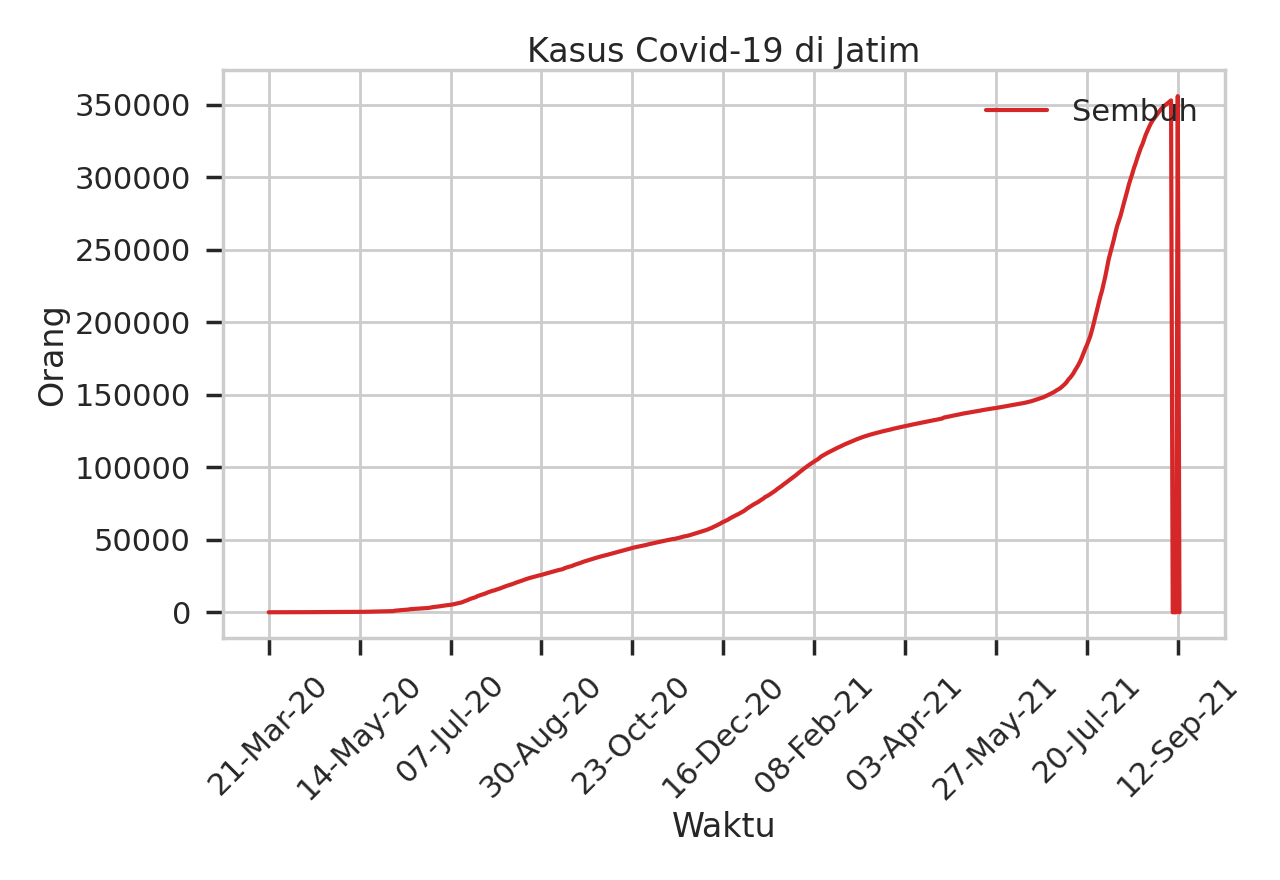 Kasus Covid-19 di Jatim
Sembuh
350000
300000
250000
200000
150000
100000
50000
0
Orang
21-Mar-20
14-May-20
07-Jul-20
30-Aug-20
23-Oct-20
16-Dec-20
08-Feb-21
03-Apr-21
27-May-21
20-Jul-21
12-Sep-21
Waktu